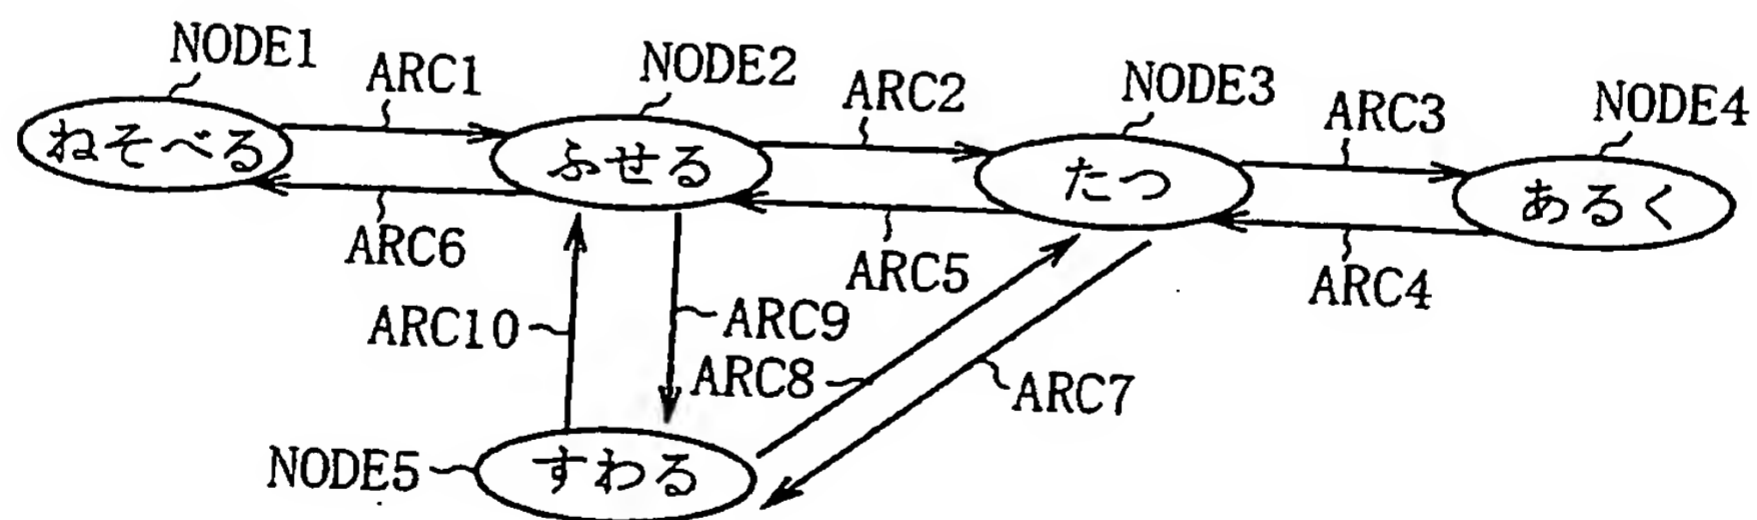 NODE1
ARC1
NODE2
ARC2
NODE3
ARC3
NODE4
ねそべる
ふせる
たつ
あるく
ARC6
ARC5
ARC4
ARC10
ARC9
ARC8
ARC7
NODE5
すわる